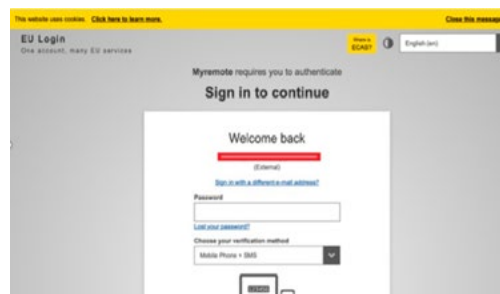 This website uses cookies. Click here to learn more. Close this message
EU Login
One account, many EU services
Where is ECAS? English (en)
Myremote requires you to authenticate
Sign in to continue
Welcome back
(External)
Sign in with a different e-mail address?
Password
Lost your password?
Choose your verification method
Mobile Phone + SMS